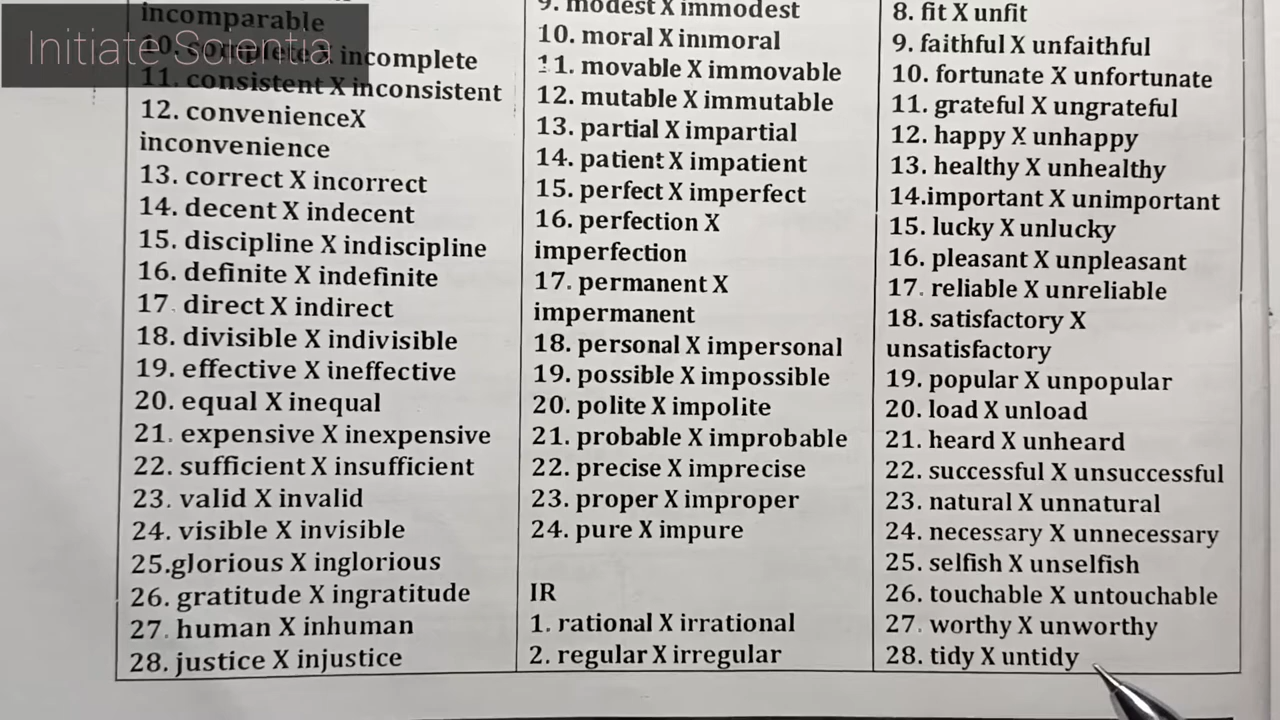 Initiate Scientia
incomparable
10. complete X incomplete
11. consistent X inconsistent
12. convenienceX
inconvenience
13. correct X incorrect
14. decent X indecent
15. discipline X indiscipline
16. definite X indefinite
17. direct X indirect
18. divisible X indivisible
19. effective X ineffective
20. equal X inequal
21. expensive X inexpensive
22. sufficient X insufficient
23. valid X invalid
24. visible X invisible
25.glorious X inglorious
26. gratitude X ingratitude
27. human X inhuman
28. justice X injustice
9. modest X immodest
10. moral X immoral
11. movable X immovable
12. mutable X immutable
13. partial X impartial
14. patient X impatient
15. perfect X imperfect
16. perfection X
imperfection
17. permanent X
impermanent
18. personal X impersonal
19. possible X impossible
20. polite X impolite
21. probable X improbable
22. precise X imprecise
23. proper X improper
24. pure X impure
IR
1. rational X irrational
2. regular X irregular
8. fit X unfit
9. faithful X unfaithful
10. fortunate X unfortunate
11. grateful X ungrateful
12. happy X unhappy
13. healthy X unhealthy
14.important X unimportant
15. lucky X unlucky
16. pleasant X unpleasant
17. reliable X unreliable
18. satisfactory X
unsatisfactory
19. popular X unpopular
20. load X unload
21. heard X unheard
22. successful X unsuccessful
23. natural X unnatural
24. necessary X unnecessary
25. selfish X unselfish
26. touchable X untouchable
27. worthy X unworthy
28. tidy X untidy